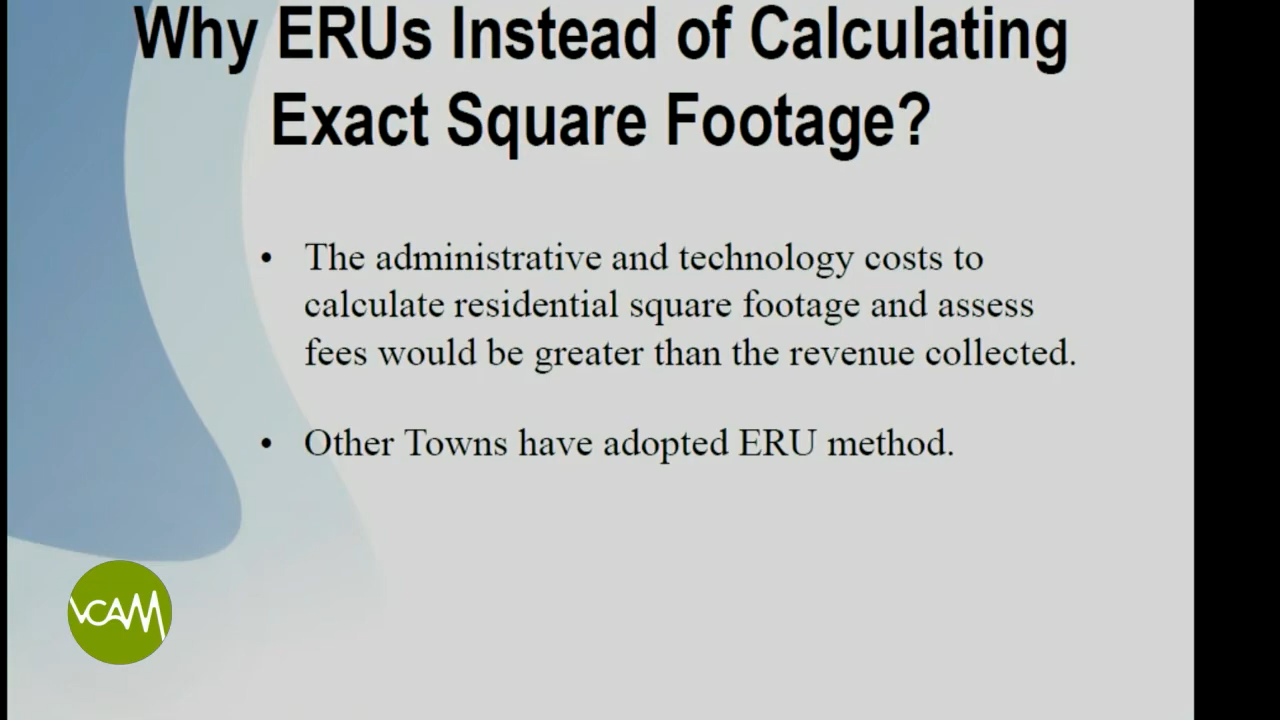 Why ERUs Instead of Calculating
Exact Square Footage?
• The administrative and technology costs to
calculate residential square footage and assess
fees would be greater than the revenue collected.
• Other Towns have adopted ERU method.
VCAM